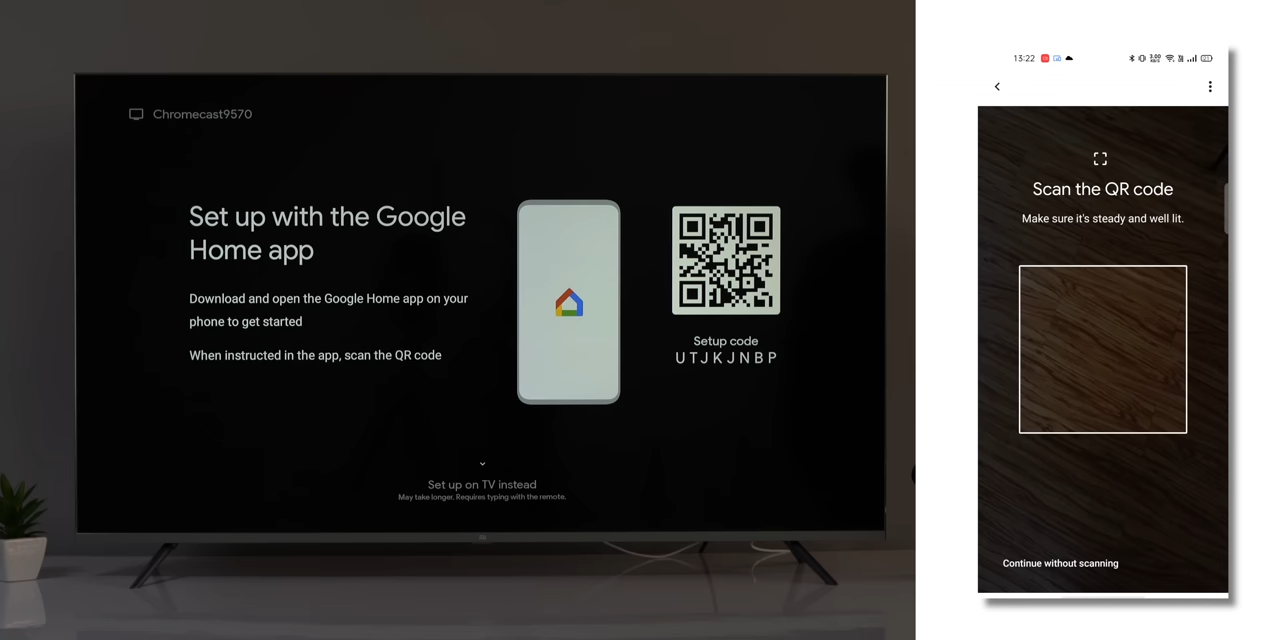 Chromecast9570
Set up with the Google
Home app
Download and open the Google Home app on your
phone to get started
When instructed in the app, scan the QR code
Setup code
UTJKJNBP
Set up on TV instead
May take longer. Requires typing with the remote.
13:22
Scan the QR code
Make sure it's steady and well lit.
Continue without scanning